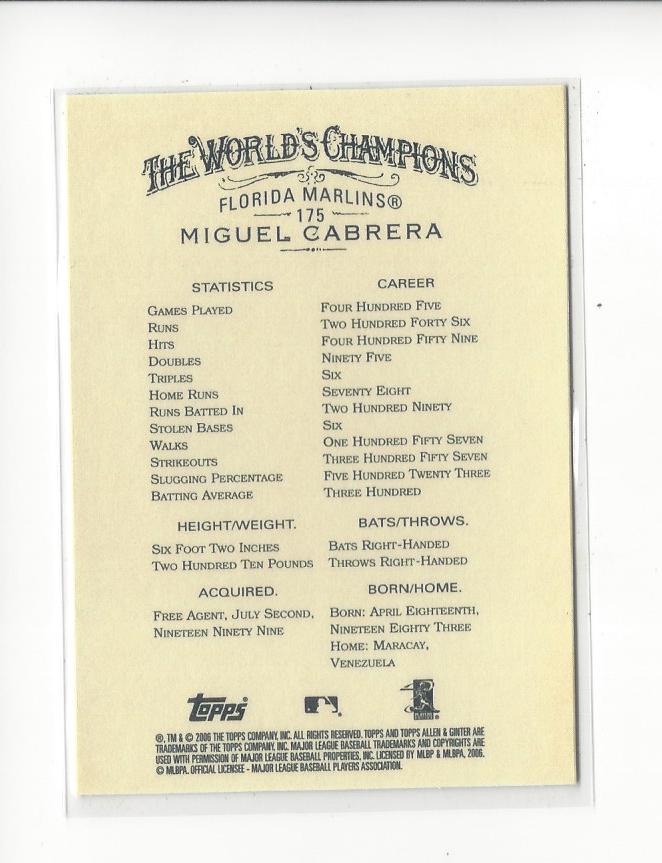 THE WORLD'S CHAMPIONS
FLORIDA MARLINS®
175
MIGUEL CABRERA
STATISTICS CAREER
GAMES PLAYED FOUR HUNDRED FIVE
RUNS TWO HUNDRED FORTY SIX
HITS FOUR HUNDRED FIFTY NINE
DOUBLES NINETY FIVE
TRIPLES SIX
HOME RUNS SEVENTY EIGHT
RUNS BATTED IN TWO HUNDRED NINETY
STOLEN BASES SIX
WALKS ONE HUNDRED FIFTY SEVEN
STRIKEOUTS THREE HUNDRED FIFTY SEVEN
SLUGGING PERCENTAGE FIVE HUNDRED TWENTY THREE
BATTING AVERAGE THREE HUNDRED
HEIGHT/WEIGHT. BATS/THROWS.
SIX FOOT TWO INCHES BATS RIGHT-HANDED
TWO HUNDRED TEN POUNDS THROWS RIGHT-HANDED
ACQUIRED. BORN/HOME.
FREE AGENT, JULY SECOND, BORN: APRIL EIGHTEENTH,
NINETEEN NINETY NINE NINETEEN EIGHTY THREE
HOME: MARACAY,
VENEZUELA
Topps
®, TM & © 2006 THE TOPPS COMPANY, INC. ALL RIGHTS RESERVED. TOPPS AND TOPPS ALLEN & GINTER ARE
TRADEMARKS OF THE TOPPS COMPANY, INC. MAJOR LEAGUE BASEBALL TRADEMARKS AND COPYRIGHTS ARE
USED WITH PERMISSION OF MAJOR LEAGUE BASEBALL PROPERTIES, INC. LICENSED BY MLBP & MLBPA, 2006.
© MLBPA. OFFICIAL LICENSEE - MAJOR LEAGUE BASEBALL PLAYERS ASSOCIATION.